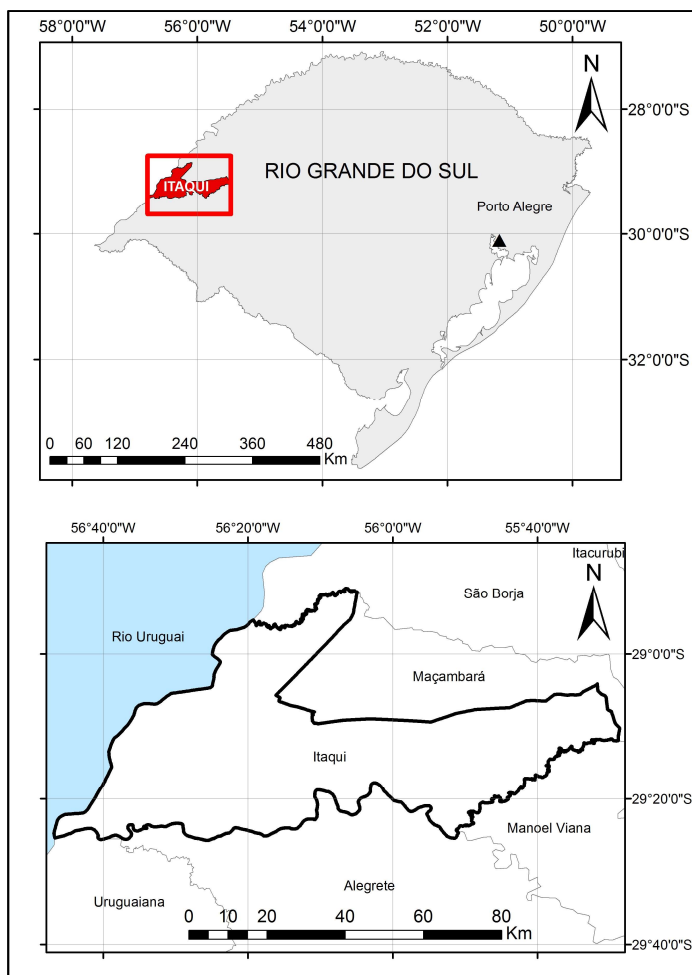 58°0'0"W 56°0'0"W 54°0'0"W 52°0'0"W 50°0'0"W
N
28°0'0"S
RIO GRANDE DO SUL
ITAQUI
Porto Alegre
30°0'0"S
32°0'0"S
0 60 120 240 360 480
Km
56°40'0"W 56°20'0"W 56°0'0"W 55°40'0"W
Itacurubi
N
São Borja
Rio Uruguai
29°0'0"S
Maçambará
Itaqui
29°20'0"S
Manoel Viana
Alegrete
Uruguaiana
0 10 20 40 60 80
Km
29°40'0"S